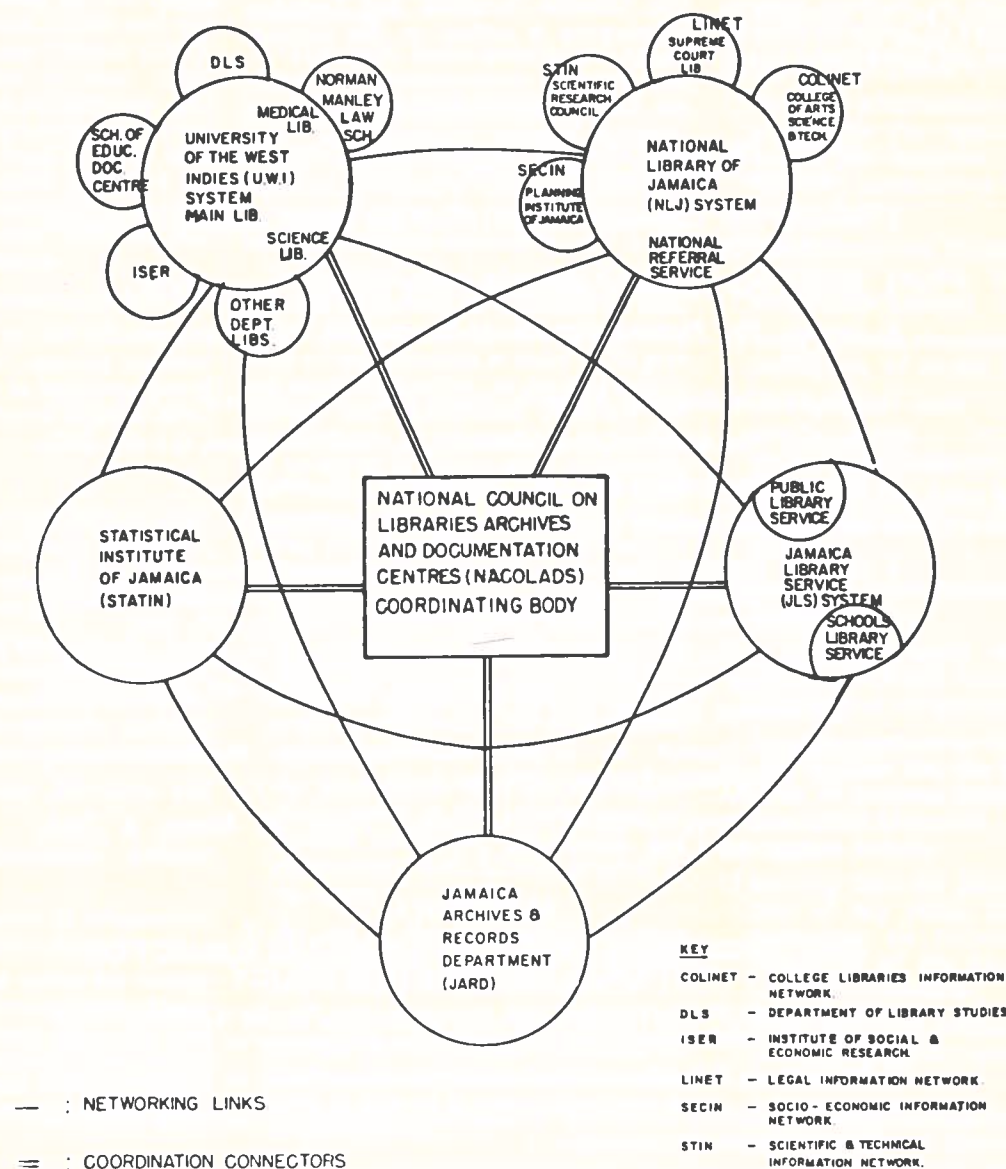 DLS
NORMAN
MANLEY
LAW
SCH.
MEDICAL
LIB.
SCH. OF
EDUC.
DOC.
CENTRE
UNIVERSITY
OF THE WEST
INDIES (U.W.I)
SYSTEM
MAIN LIB.
SCIENCE
LIB.
ISER
OTHER
DEPT.
LIBS.
LINET
SUPREME
COURT
LIB
STIN
SCIENTIFIC
RESEARCH
COUNCIL
COLINET
COLLEGE
OF ARTS
SCIENCE
& TECH.
SECIN
PLANNING
INSTITUTE
OF JAMAICA
NATIONAL
LIBRARY OF
JAMAICA
(NLJ) SYSTEM
NATIONAL
REFERRAL
SERVICE
STATISTICAL
INSTITUTE
OF JAMAICA
(STATIN)
NATIONAL COUNCIL ON
LIBRARIES ARCHIVES
AND DOCUMENTATION
CENTRES (NACOLADS)
COORDINATING BODY
PUBLIC
LIBRARY
SERVICE
JAMAICA
LIBRARY
SERVICE
(JLS) SYSTEM
SCHOOLS
LIBRARY
SERVICE
JAMAICA
ARCHIVES &
RECORDS
DEPARTMENT
(JARD)
KEY
COLINET – COLLEGE LIBRARIES INFORMATION
NETWORK.
DLS – DEPARTMENT OF LIBRARY STUDIES
ISER – INSTITUTE OF SOCIAL &
ECONOMIC RESEARCH
LINET – LEGAL INFORMATION NETWORK.
SECIN – SOCIO - ECONOMIC INFORMATION
NETWORK.
STIN – SCIENTIFIC & TECHNICAL
INFORMATION NETWORK.
— : NETWORKING LINKS
= : COORDINATION CONNECTORS